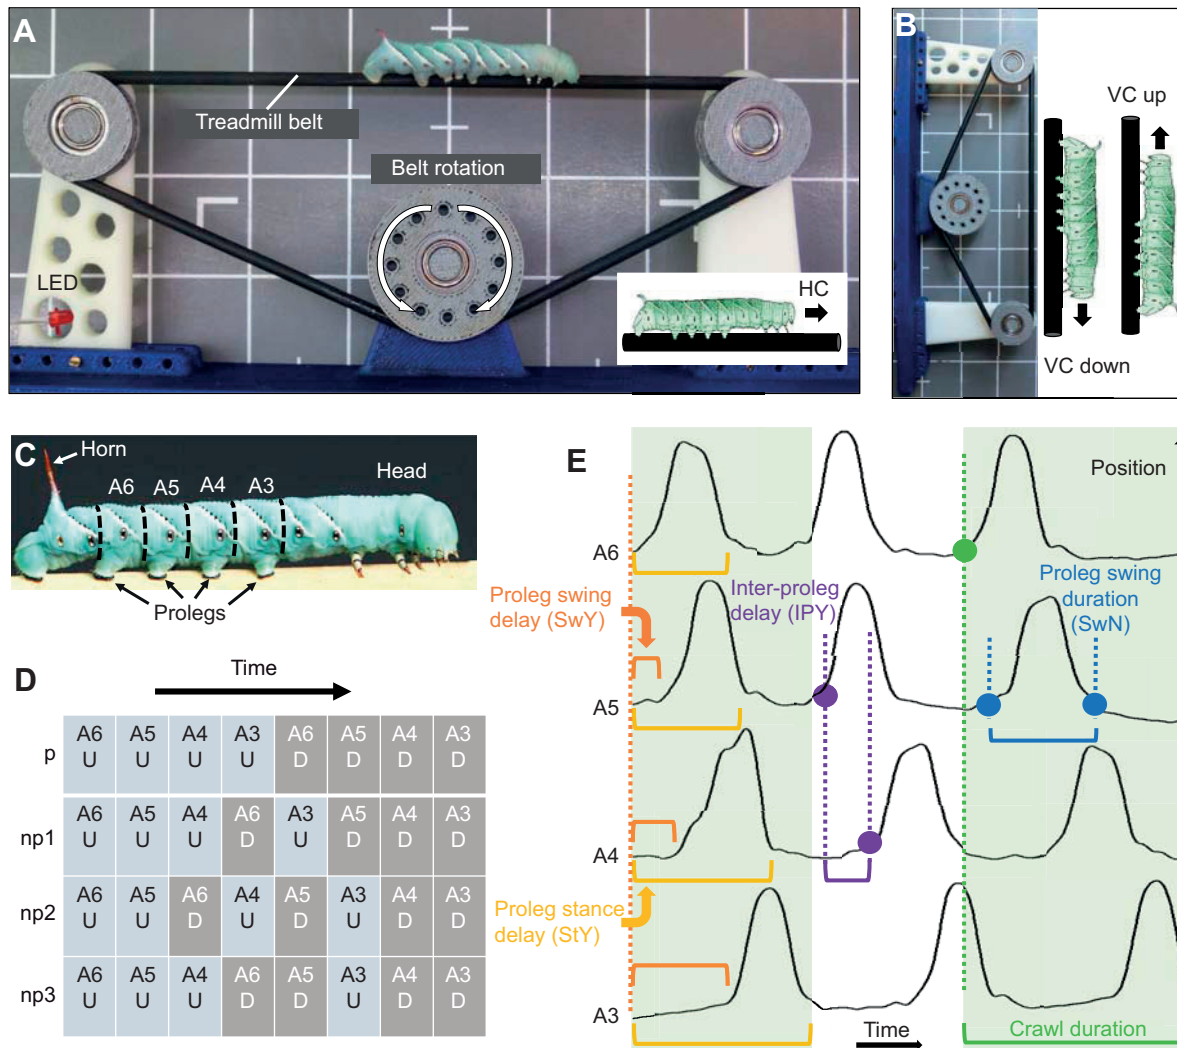 A
Treadmill belt
Belt rotation
LED
HC
B
VC up
VC down
C
Horn
A6 A5 A4 A3
Head
Prolegs
D
Time
p
A6 A5 A4 A3 A6 A5 A4 A3
U U U U D D D D
np1
A6 A5 A4 A6 A3 A5 A4 A3
U U U D U D D D
np2
A6 A5 A6 A4 A5 A3 A4 A3
U U D U D U D D
np3
A6 A5 A4 A6 A5 A3 A4 A3
U U U D D U D D
E
Position
A6
Proleg swing
delay (SwY)
Inter-proleg
delay (IPY)
Proleg swing
duration
(SwN)
A5
A4
Proleg stance
delay (StY)
A3
Time
Crawl duration